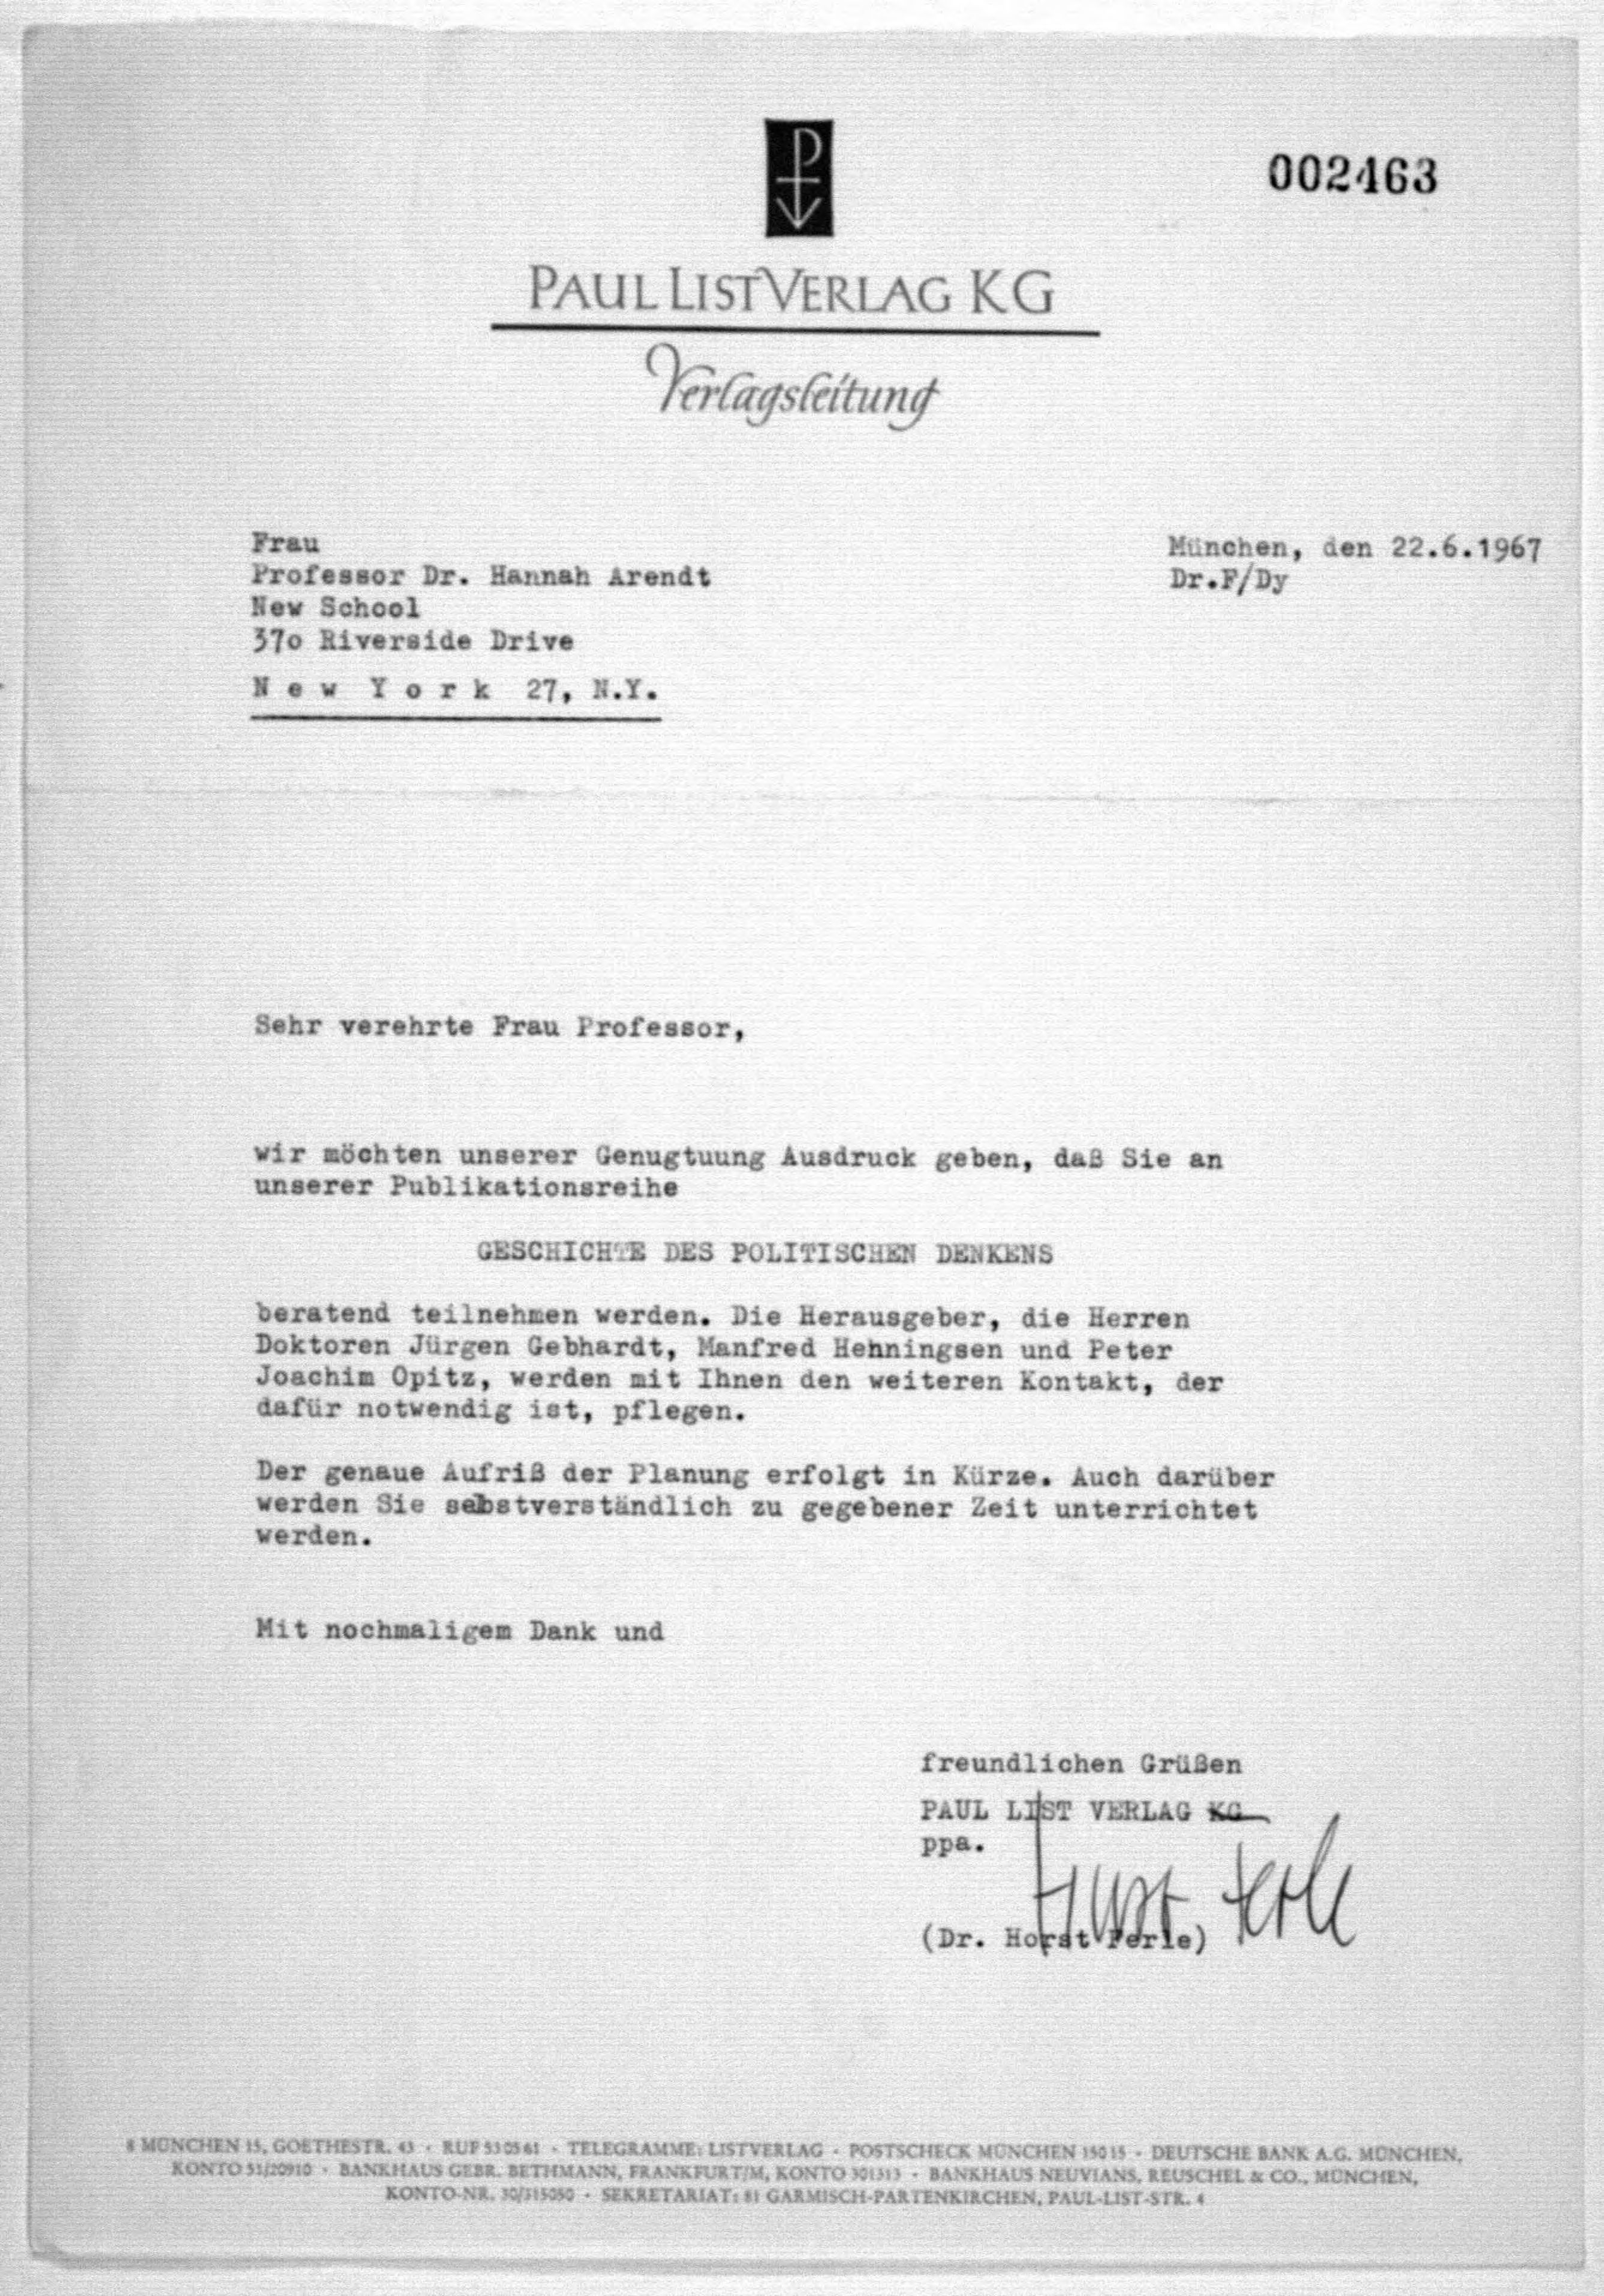 002463
PAUL LIST VERLAG KG
Verlagsleitung
Frau
Professor Dr. Hannah Arendt
New School
37o Riverside Drive
N e w  Y o r k  27, N.Y.
München, den 22.6.1967
Dr.F/Dy
Sehr verehrte Frau Professor,
wir möchten unserer Genugtuung Ausdruck geben, daß Sie an
unserer Publikationsreihe
GESCHICHTE DES POLITISCHEN DENKENS
beratend teilnehmen werden. Die Herausgeber, die Herren
Doktoren Jürgen Gebhardt, Manfred Hehningsen und Peter
Joachim Opitz, werden mit Ihnen den weiteren Kontakt, der
dafür notwendig ist, pflegen.
Der genaue Aufriß der Planung erfolgt in Kürze. Auch darüber
werden Sie selbstverständlich zu gegebener Zeit unterrichtet
werden.
Mit nochmaligem Dank und
freundlichen Grüßen
PAUL LIST VERLAG KG
ppa.
Horst Ferle
(Dr. Horst Ferle)
8 MÜNCHEN 15, GOETHESTR. 43 · RUF 530561 · TELEGRAMME: LISTVERLAG · POSTSCHECK MÜNCHEN 15015 · DEUTSCHE BANK A.G. MÜNCHEN,
KONTO 51/20910 · BANKHAUS GEBR. BETHMANN, FRANKFURT/M, KONTO 301313 · BANKHAUS NEUVIANS, REUSCHEL & CO., MÜNCHEN,
KONTO-NR. 30/315050 · SEKRETARIAT: 81 GARMISCH-PARTENKIRCHEN, PAUL-LIST-STR. 4